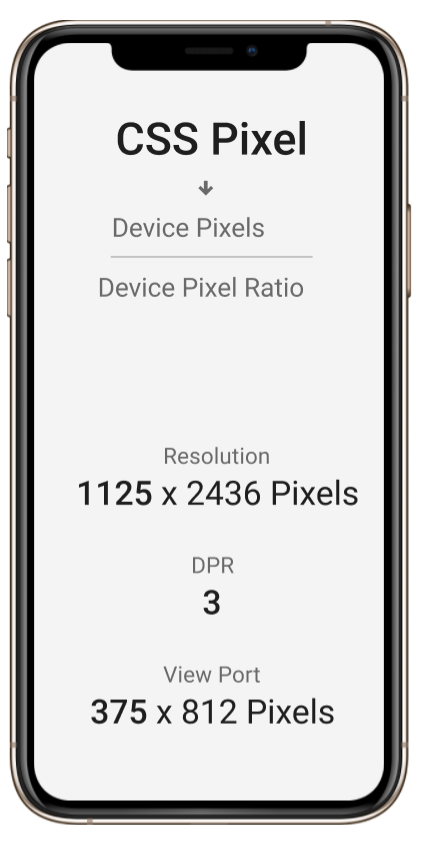 CSS Pixel
Device Pixels
Device Pixel Ratio
Resolution
1125 x 2436 Pixels
DPR
3
View Port
375 x 812 Pixels